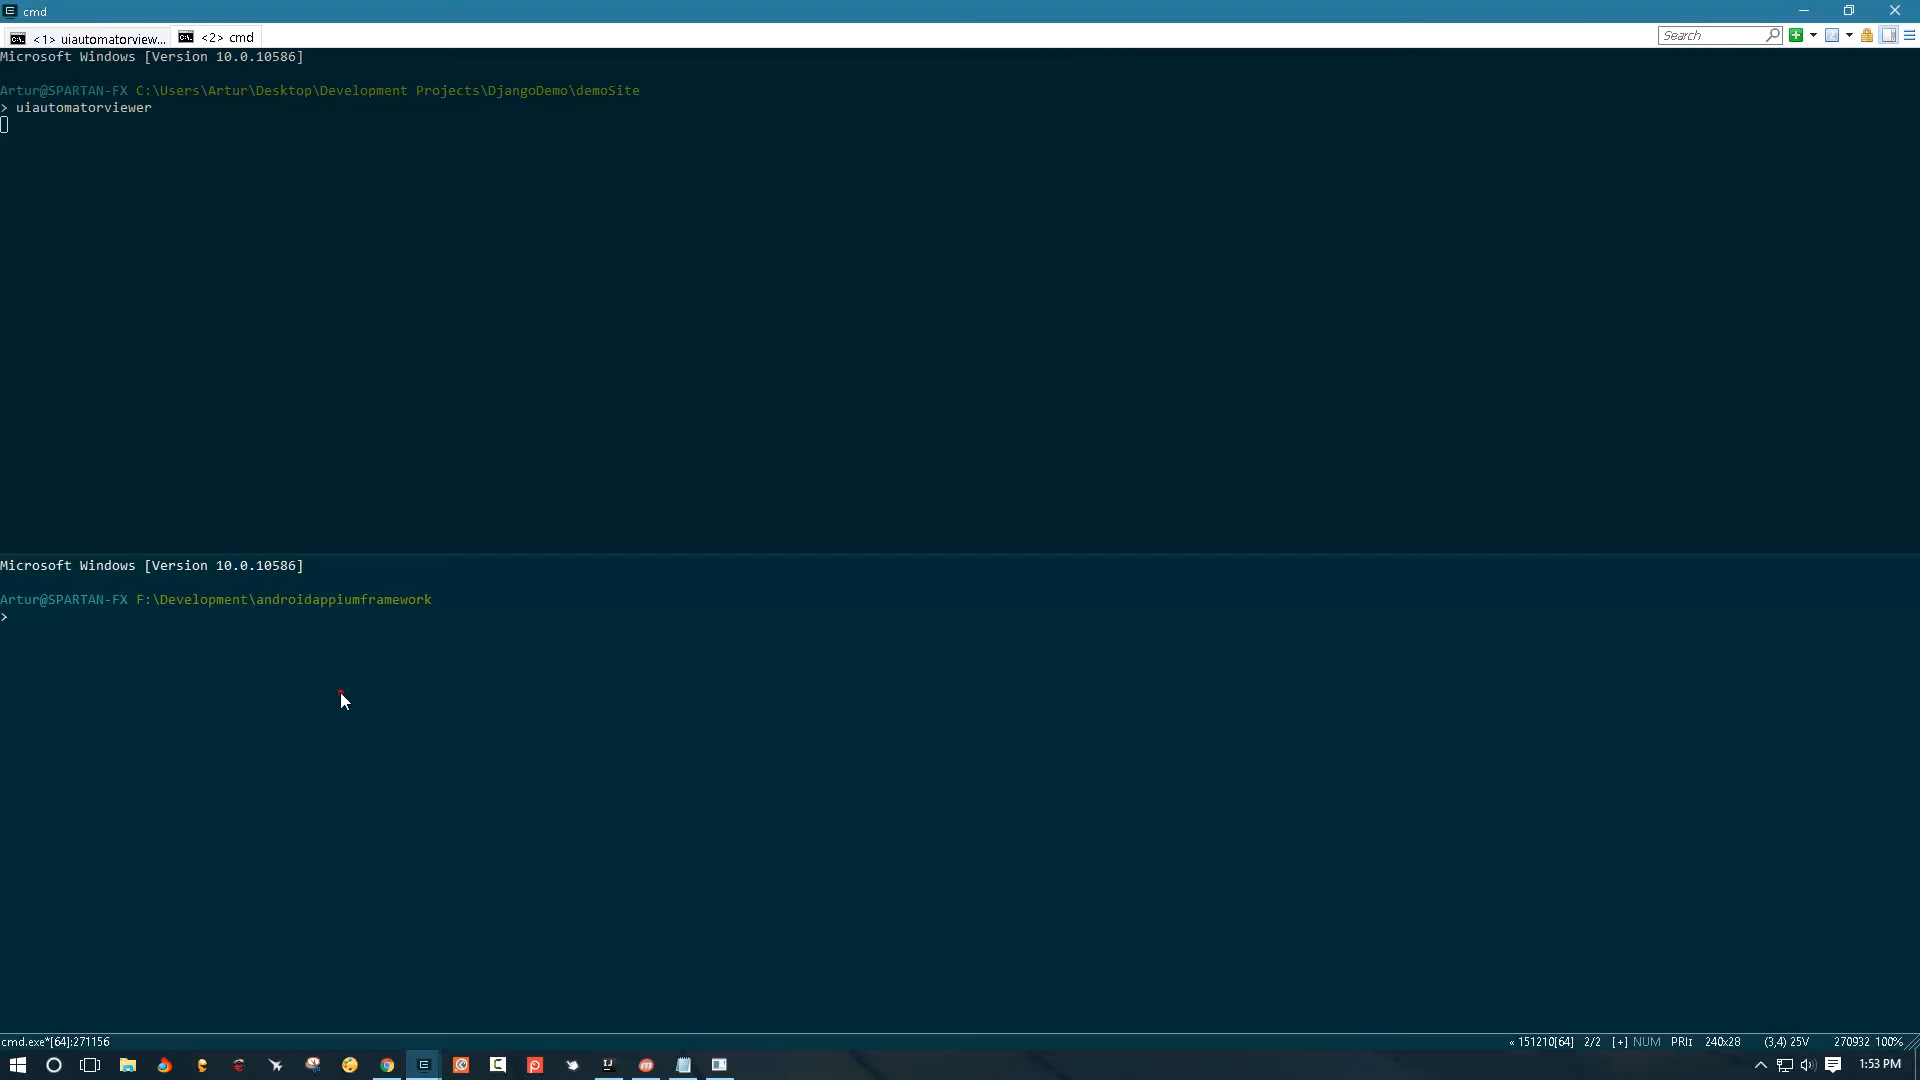 cmd
<1> uiautomatorview...
<2> cmd
Search
Microsoft Windows [Version 10.0.10586]
Artur@SPARTAN-FX C:\Users\Artur\Desktop\Development Projects\DjangoDemo\demoSite
> uiautomatorviewer
Microsoft Windows [Version 10.0.10586]
Artur@SPARTAN-FX F:\Development\androidappiumframework
>
cmd.exe*[64]:271156
« 151210[64] 2/2 [+] NUM PRI↕ 240x28 (3,4) 25V 270932 100%
1:53 PM